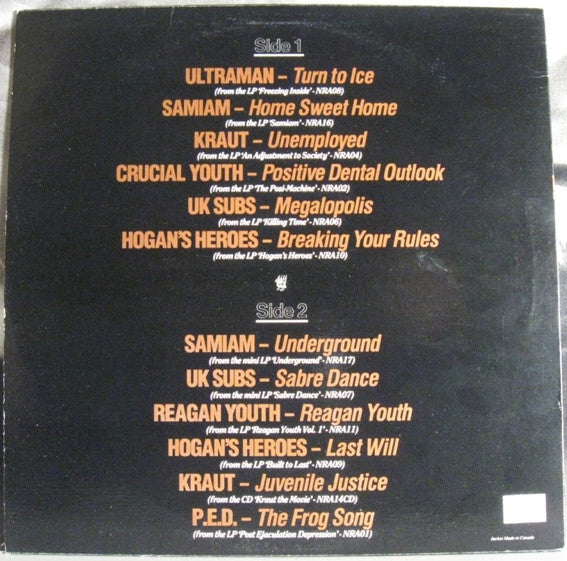 Side 1
ULTRAMAN – Turn to Ice
(from the LP 'Freezing Inside' - NRA08)
SAMIAM – Home Sweet Home
(from the LP 'Samiam' - NRA16)
KRAUT – Unemployed
(from the LP 'An Adjustment to Society' - NRA04)
CRUCIAL YOUTH – Positive Dental Outlook
(from the LP 'The Posi-Machine' - NRA02)
UK SUBS – Megalopolis
(from the LP 'Killing Time' - NRA06)
HOGAN'S HEROES – Breaking Your Rules
(from the LP 'Hogan's Heroes' - NRA10)
Side 2
SAMIAM – Underground
(from the mini LP 'Underground' - NRA17)
UK SUBS – Sabre Dance
(from the mini LP 'Sabre Dance' - NRA07)
REAGAN YOUTH – Reagan Youth
(from the LP 'Reagan Youth Vol. 1' - NRA11)
HOGAN'S HEROES – Last Will
(from the LP 'Built to Last' - NRA09)
KRAUT – Juvenile Justice
(from the CD 'Kraut the Movie' - NRA14CD)
P.E.D. – The Frog Song
(from the LP 'Post Ejaculation Depression' - NRA01)
Jacket Made in Canada